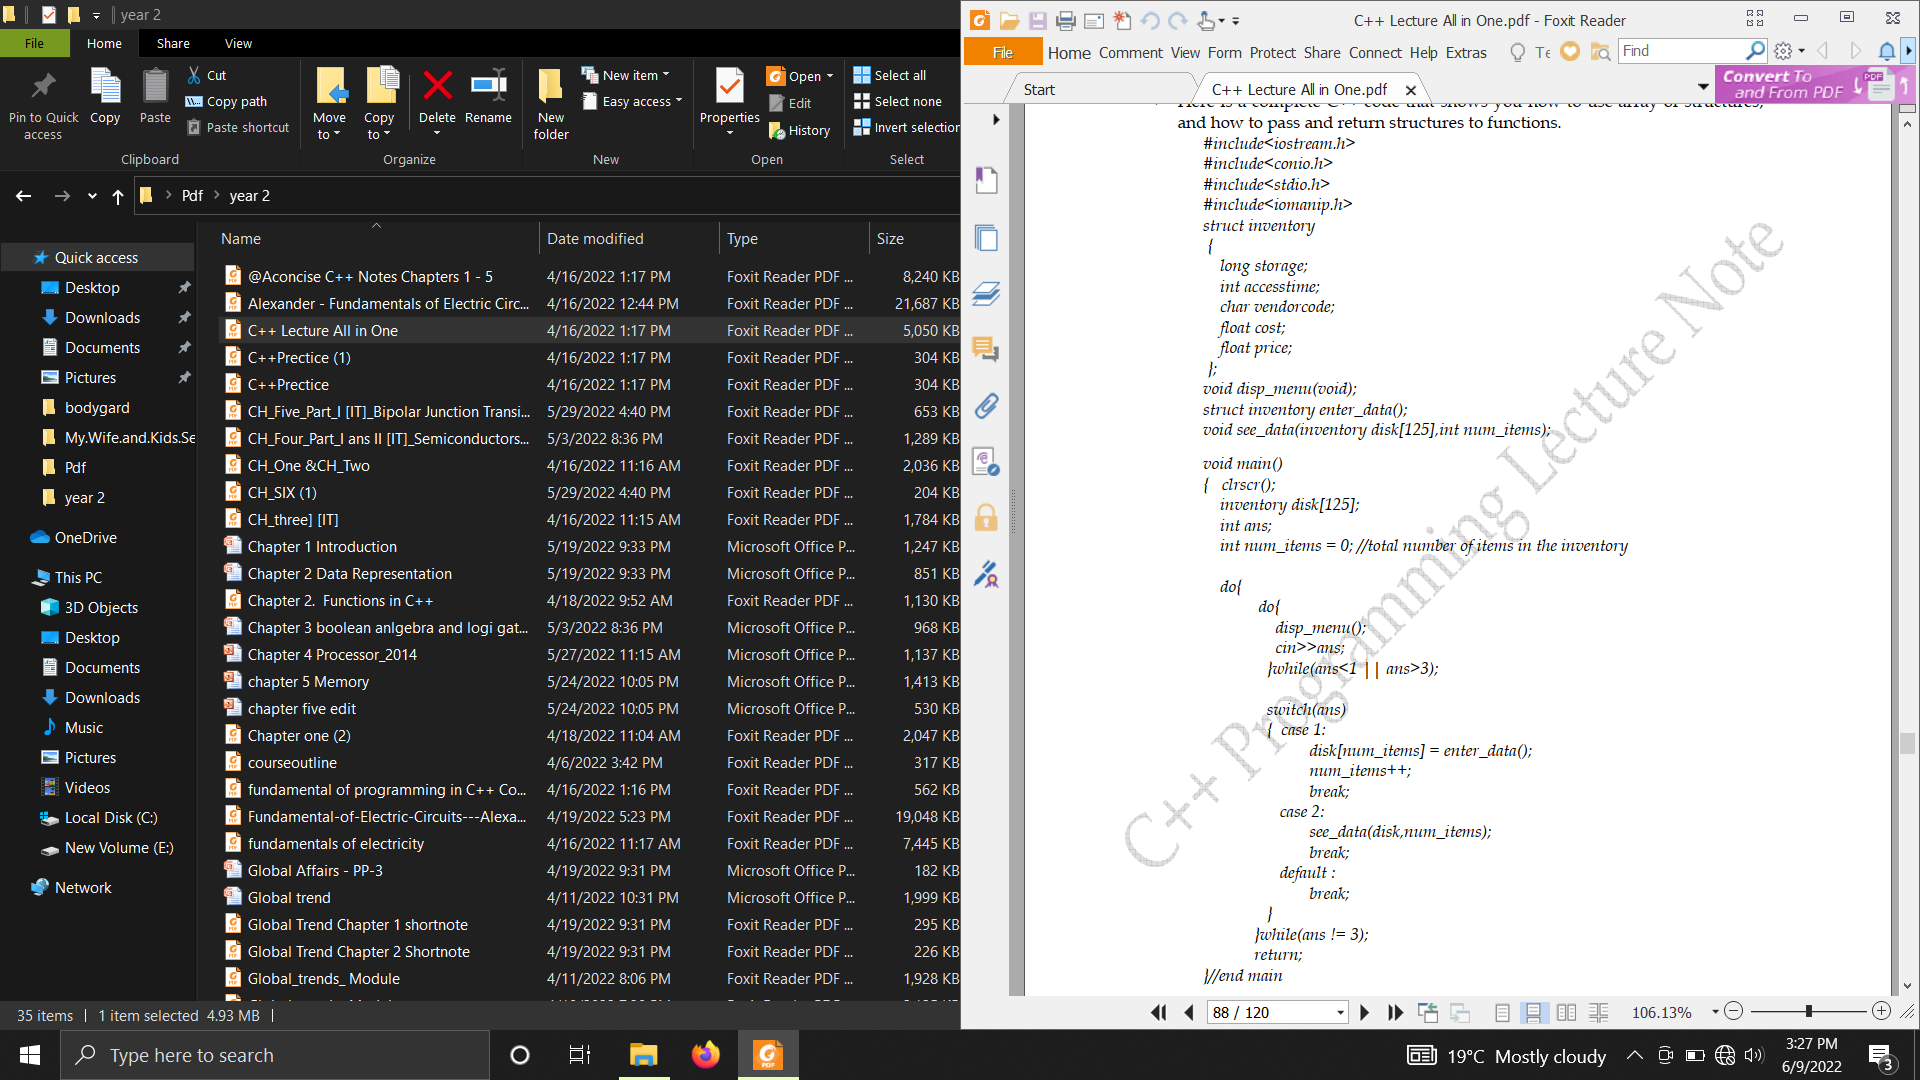 year 2
File
Home
Share
View
Pin to Quick access
Copy
Paste
Cut
Copy path
Paste shortcut
Clipboard
Move to
Copy to
Delete
Rename
Organize
New folder
New item
Easy access
New
Properties
Open
Edit
History
Open
Select all
Select none
Invert selection
Select
Pdf
year 2
Name
Date modified
Type
Size
Quick access
Desktop
Downloads
Documents
Pictures
bodygard
My.Wife.and.Kids.Se
Pdf
year 2
OneDrive
This PC
3D Objects
Desktop
Documents
Downloads
Music
Pictures
Videos
Local Disk (C:)
New Volume (E:)
Network
@Aconcise C++ Notes Chapters 1 - 5 4/16/2022 1:17 PM Foxit Reader PDF ... 8,240 KB
Alexander - Fundamentals of Electric Circ... 4/16/2022 12:44 PM Foxit Reader PDF ... 21,687 KB
C++ Lecture All in One 4/16/2022 1:17 PM Foxit Reader PDF ... 5,050 KB
C++Prectice (1) 4/16/2022 1:17 PM Foxit Reader PDF ... 304 KB
C++Prectice 4/16/2022 1:17 PM Foxit Reader PDF ... 304 KB
CH_Five_Part_I [IT]_Bipolar Junction Transi... 5/29/2022 4:40 PM Foxit Reader PDF ... 653 KB
CH_Four_Part_I ans II [IT]_Semiconductors... 5/3/2022 8:36 PM Foxit Reader PDF ... 1,289 KB
CH_One &CH_Two 4/16/2022 11:16 AM Foxit Reader PDF ... 2,036 KB
CH_SIX (1) 5/29/2022 4:40 PM Foxit Reader PDF ... 204 KB
CH_three] [IT] 4/16/2022 11:15 AM Foxit Reader PDF ... 1,784 KB
Chapter 1 Introduction 5/19/2022 9:33 PM Microsoft Office P... 1,247 KB
Chapter 2 Data Representation 5/19/2022 9:33 PM Microsoft Office P... 851 KB
Chapter 2. Functions in C++ 4/18/2022 9:52 AM Foxit Reader PDF ... 1,130 KB
Chapter 3 boolean anlgebra and logi gat... 5/3/2022 8:36 PM Microsoft Office P... 968 KB
Chapter 4 Processor_2014 5/27/2022 11:15 AM Microsoft Office P... 1,137 KB
chapter 5 Memory 5/24/2022 10:05 PM Microsoft Office P... 1,413 KB
chapter five edit 5/24/2022 10:05 PM Microsoft Office P... 530 KB
Chapter one (2) 4/18/2022 11:04 AM Foxit Reader PDF ... 2,047 KB
courseoutline 4/6/2022 3:42 PM Foxit Reader PDF ... 317 KB
fundamental of programming in C++ Co... 4/16/2022 1:16 PM Foxit Reader PDF ... 562 KB
Fundamental-of-Electric-Circuits---Alexa... 4/19/2022 5:23 PM Foxit Reader PDF ... 19,048 KB
fundamentals of electricity 4/16/2022 11:17 AM Foxit Reader PDF ... 7,445 KB
Global Affairs - PP-3 4/19/2022 9:31 PM Microsoft Office P... 182 KB
Global trend 4/11/2022 10:31 PM Microsoft Office P... 1,999 KB
Global Trend Chapter 1 shortnote 4/19/2022 9:31 PM Foxit Reader PDF ... 295 KB
Global Trend Chapter 2 Shortnote 4/19/2022 9:31 PM Foxit Reader PDF ... 226 KB
Global_trends_ Module 4/11/2022 8:06 PM Foxit Reader PDF ... 1,928 KB
35 items
1 item selected 4.93 MB
C++ Lecture All in One.pdf - Foxit Reader
File
Home Comment View Form Protect Share Connect Help Extras
Te
Find
Start
C++ Lecture All in One.pdf
Convert To
and From PDF
PDF
Here is a complete C++ code that shows you how to use array of structures,
and how to pass and return structures to functions.
#include<iostream.h>
#include<conio.h>
#include<stdio.h>
#include<iomanip.h>
struct inventory
{
long storage;
int accesstime;
char vendorcode;
float cost;
float price;
};
void disp_menu(void);
struct inventory enter_data();
void see_data(inventory disk[125],int num_items);
void main()
{ clrscr();
inventory disk[125];
int ans;
int num_items = 0; //total number of items in the inventory
do{
do{
disp_menu();
cin>>ans;
}while(ans<1 || ans>3);
switch(ans)
{ case 1:
disk[num_items] = enter_data();
num_items++;
break;
case 2:
see_data(disk,num_items);
break;
default :
break;
}
}while(ans != 3);
return;
}//end main
C++ Programming Lecture Note
88 / 120
106.13%
Type here to search
19°C Mostly cloudy
3:27 PM
6/9/2022
3